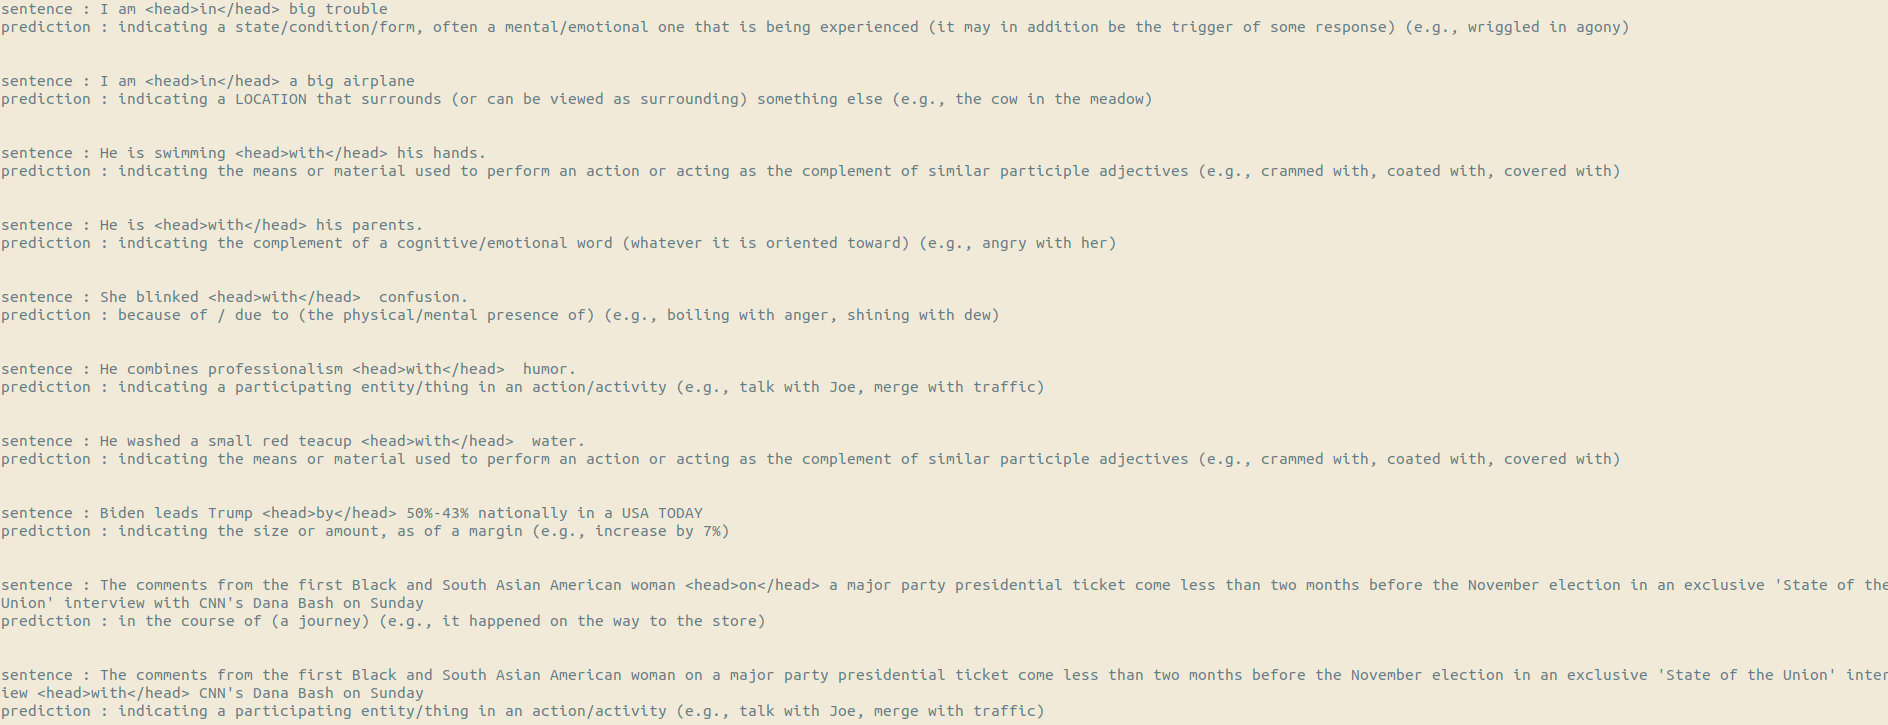 sentence : I am <head>in</head> big trouble
prediction : indicating a state/condition/form, often a mental/emotional one that is being experienced (it may in addition be the trigger of some response) (e.g., wriggled in agony)
sentence : I am <head>in</head> a big airplane
prediction : indicating a LOCATION that surrounds (or can be viewed as surrounding) something else (e.g., the cow in the meadow)
sentence : He is swimming <head>with</head> his hands.
prediction : indicating the means or material used to perform an action or acting as the complement of similar participle adjectives (e.g., crammed with, coated with, covered with)
sentence : He is <head>with</head> his parents.
prediction : indicating the complement of a cognitive/emotional word (whatever it is oriented toward) (e.g., angry with her)
sentence : She blinked <head>with</head>  confusion.
prediction : because of / due to (the physical/mental presence of) (e.g., boiling with anger, shining with dew)
sentence : He combines professionalism <head>with</head>  humor.
prediction : indicating a participating entity/thing in an action/activity (e.g., talk with Joe, merge with traffic)
sentence : He washed a small red teacup <head>with</head>  water.
prediction : indicating the means or material used to perform an action or acting as the complement of similar participle adjectives (e.g., crammed with, coated with, covered with)
sentence : Biden leads Trump <head>by</head> 50%-43% nationally in a USA TODAY
prediction : indicating the size or amount, as of a margin (e.g., increase by 7%)
sentence : The comments from the first Black and South Asian American woman <head>on</head> a major party presidential ticket come less than two months before the November election in an exclusive 'State of the
Union' interview with CNN's Dana Bash on Sunday
prediction : in the course of (a journey) (e.g., it happened on the way to the store)
sentence : The comments from the first Black and South Asian American woman on a major party presidential ticket come less than two months before the November election in an exclusive 'State of the Union' inter
iew <head>with</head> CNN's Dana Bash on Sunday
prediction : indicating a participating entity/thing in an action/activity (e.g., talk with Joe, merge with traffic)